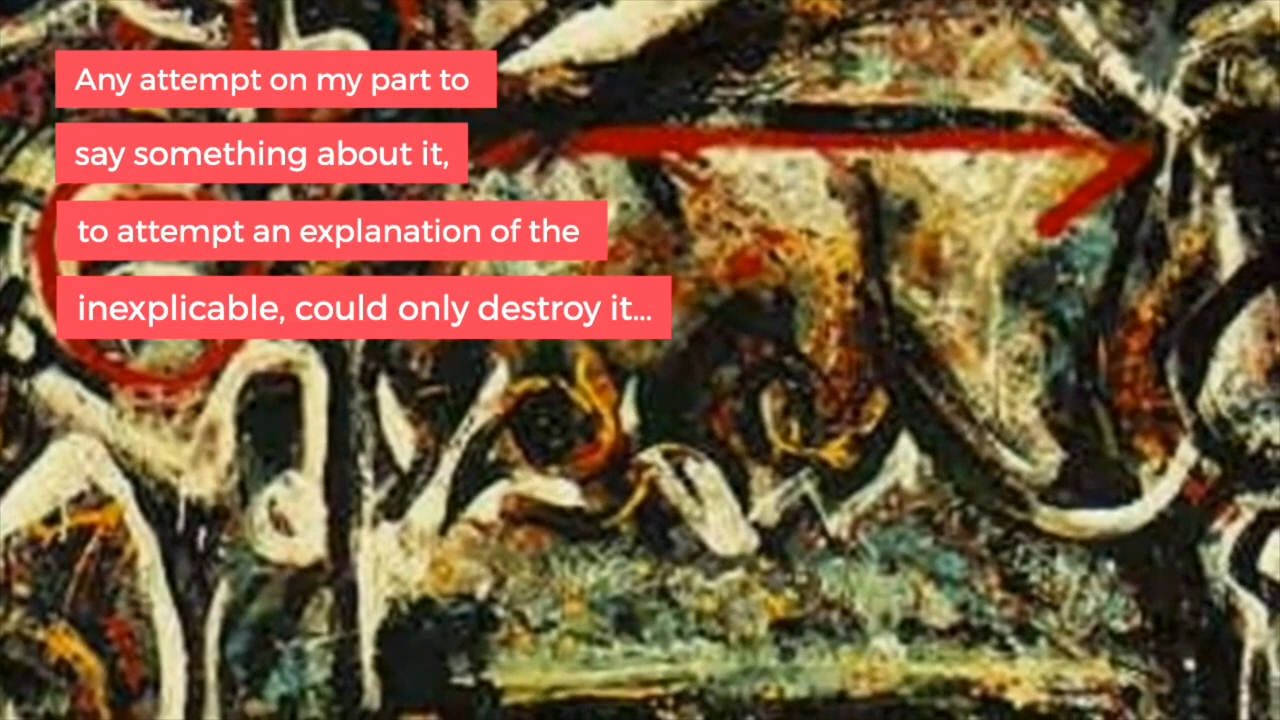 Any attempt on my part to
say something about it,
to attempt an explanation of the
inexplicable, could only destroy it...